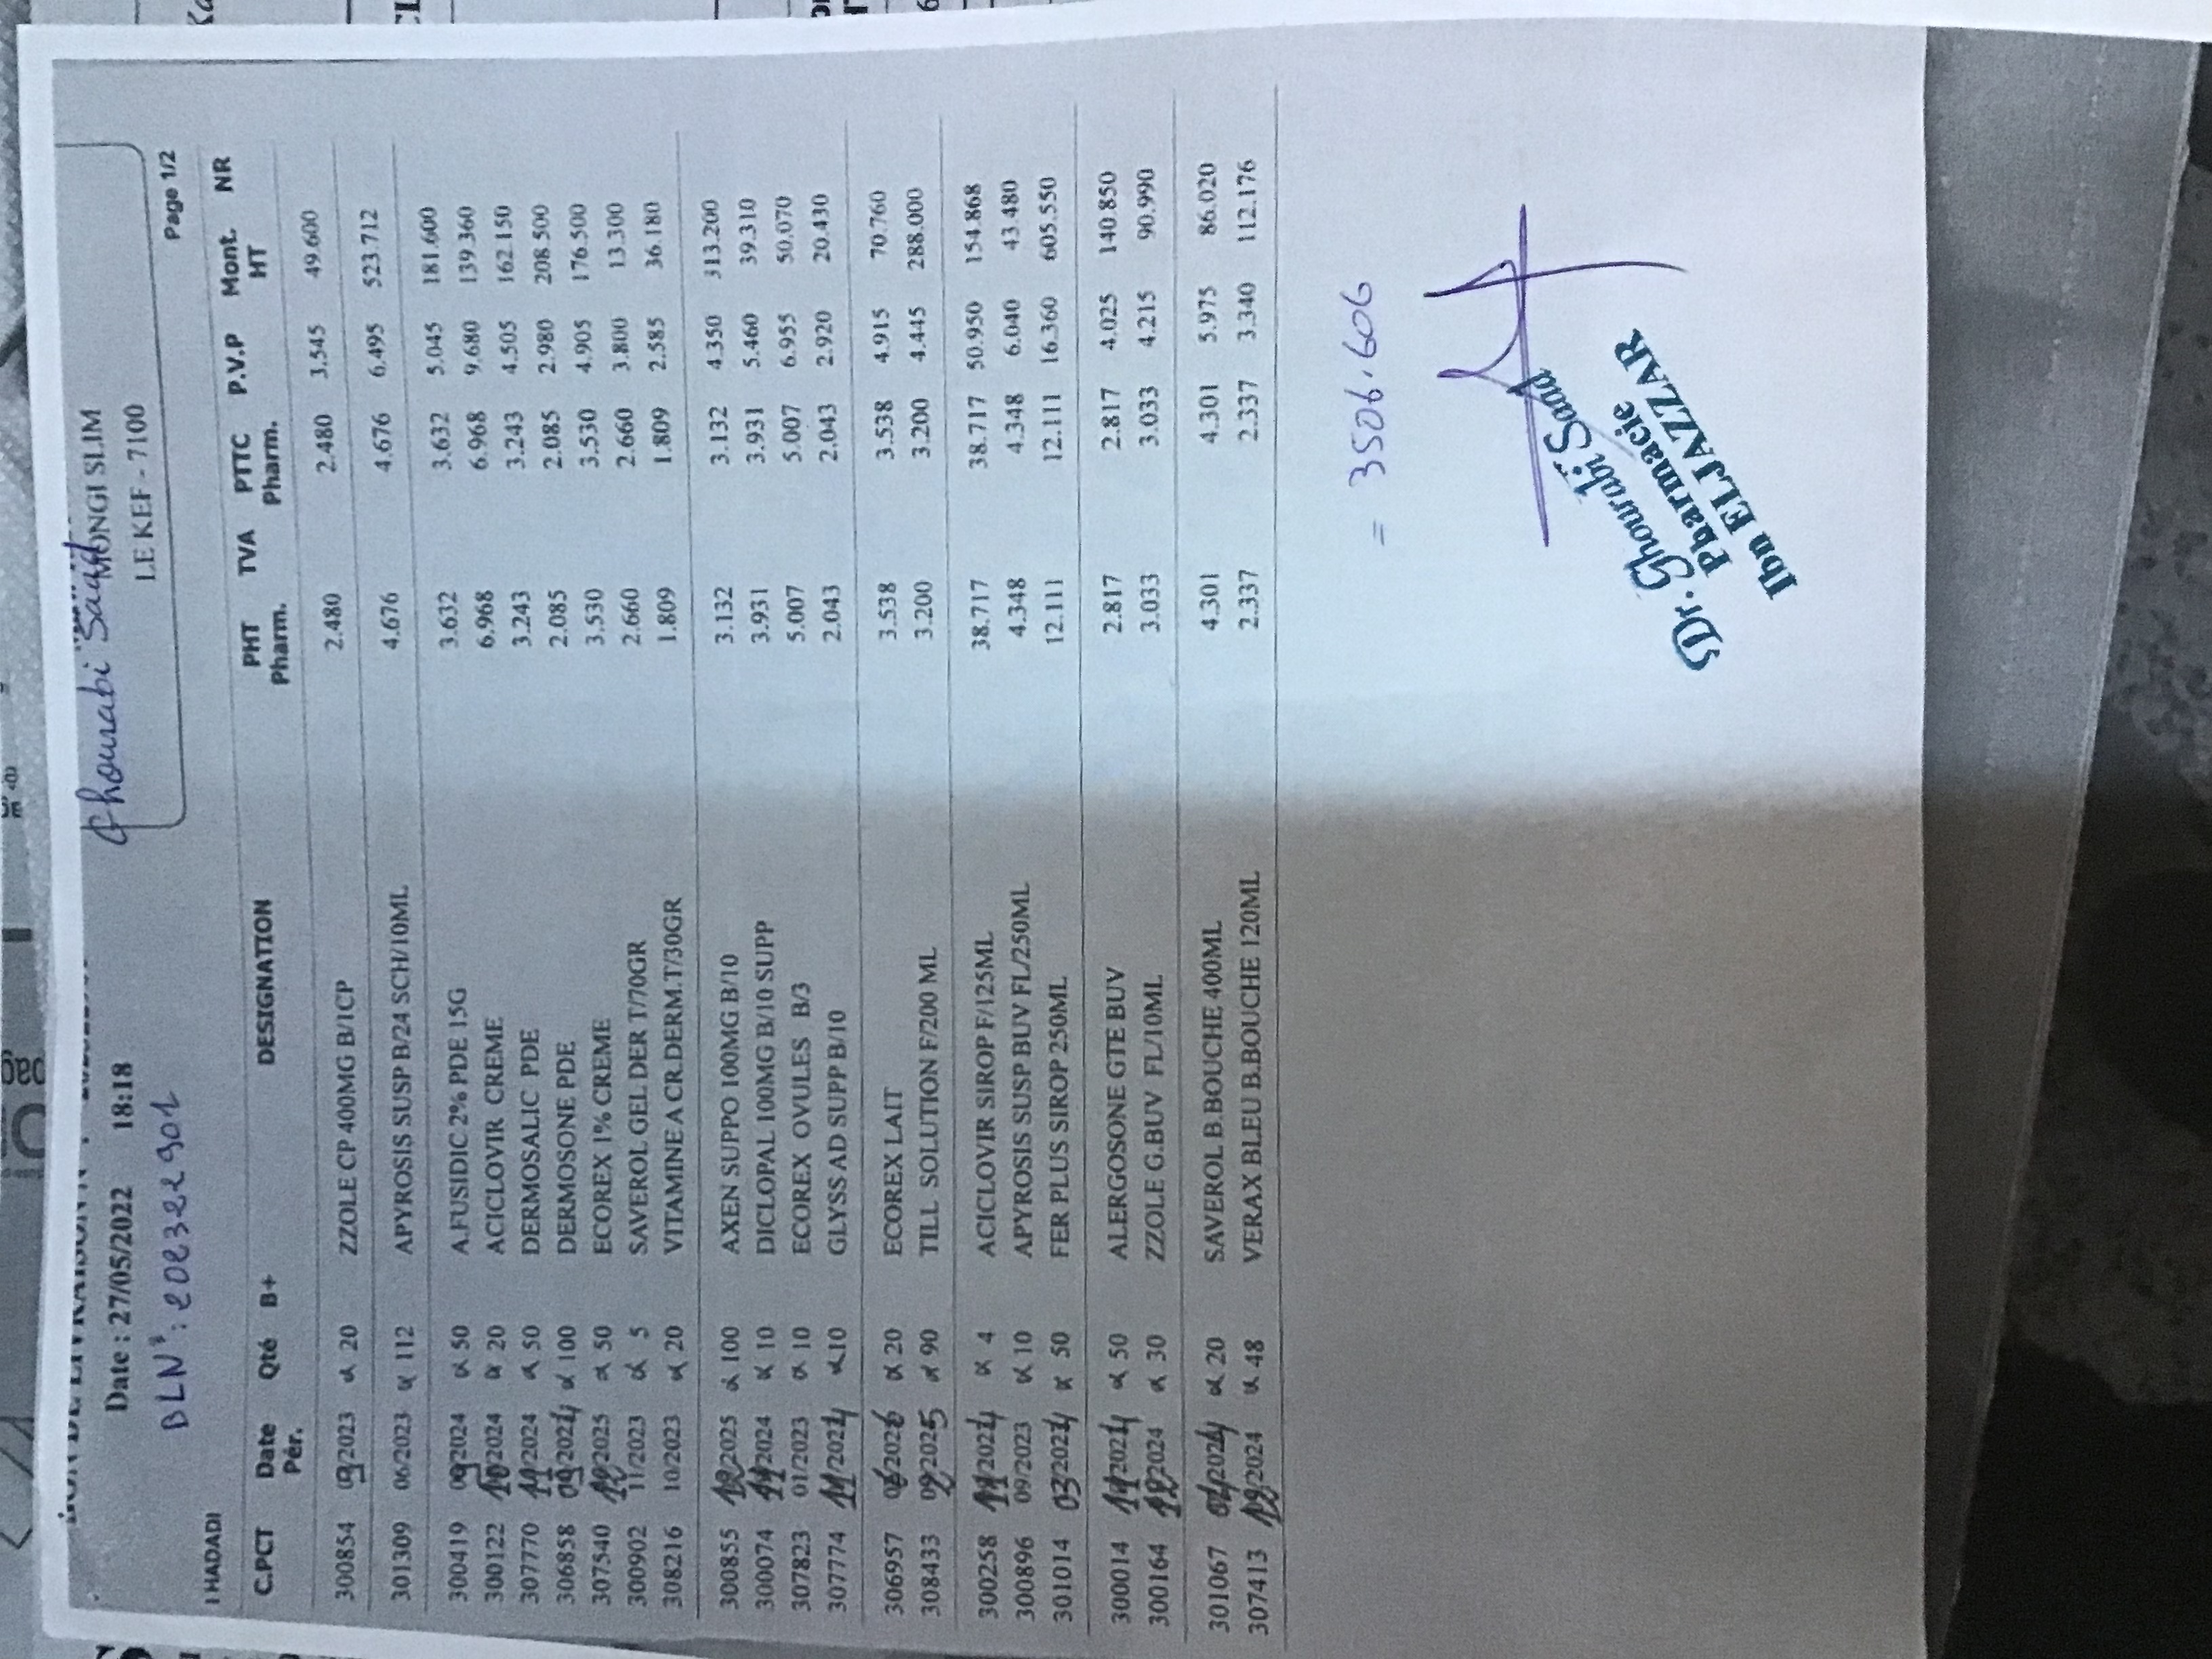 Ghourabi Saad
MONGI SLIM
LE KEF - 7100
Date : 27/05/2022 18:18
BLN°: 202322901
Page 1/2
I HADADI
C.PCT Date Pér. Qté B+ DESIGNATION PHT Pharm. TVA PTTC Pharm. P.V.P Mont. HT NR
300854 09/2023 20 ZZOLE CP 400MG B/1CP 2.480 2.480 3.545 49.600
301309 06/2023 112 APYROSIS SUSP B/24 SCH/10ML 4.676 4.676 6.495 523.712
300419 09/2024 50 A.FUSIDIC 2% PDE 15G 3.632 3.632 5.045 181.600
300122 10/2024 20 ACICLOVIR CREME 6.968 6.968 9.680 139.360
307770 11/2024 50 DERMOSALIC PDE 3.243 3.243 4.505 162.150
306858 09/2024 100 DERMOSONE PDE 2.085 2.085 2.980 208.500
307540 12/2025 50 ECOREX 1% CREME 3.530 3.530 4.905 176.500
300902 11/2023 5 SAVEROL GEL DER T/70GR 2.660 2.660 3.800 13.300
308216 10/2023 20 VITAMINE A CR.DERM.T/30GR 1.809 1.809 2.585 36.180
300855 12/2025 100 AXEN SUPPO 100MG B/10 3.132 3.132 4.350 313.200
300074 11/2024 10 DICLOPAL 100MG B/10 SUPP 3.931 3.931 5.460 39.310
307823 01/2023 10 ECOREX OVULES B/3 5.007 5.007 6.955 50.070
307774 11/2024 10 GLYSS AD SUPP B/10 2.043 2.043 2.920 20.430
306957 20 ECOREX LAIT 3.538 3.538 4.915 70.760
308433 02/2025 90 TILL SOLUTION F/200 ML 3.200 3.200 4.445 288.000
300258 11/2024 4 ACICLOVIR SIROP F/125ML 38.717 38.717 50.950 154.868
300896 09/2023 10 APYROSIS SUSP BUV FL/250ML 4.348 4.348 6.040 43.480
301014 03/2024 50 FER PLUS SIROP 250ML 12.111 12.111 16.360 605.550
300014 11/2024 50 ALERGOSONE GTE BUV 2.817 2.817 4.025 140.850
300164 12/2024 30 ZZOLE G.BUV FL/10ML 3.033 3.033 4.215 90.990
301067 20 SAVEROL B.BOUCHE 400ML 4.301 4.301 5.975 86.020
307413 12/2024 48 VERAX BLEU B.BOUCHE 120ML 2.337 2.337 3.340 112.176
= 3506.606
Dr. Ghourabi Saad
Pharmacie
Ibn ELJAZZAR